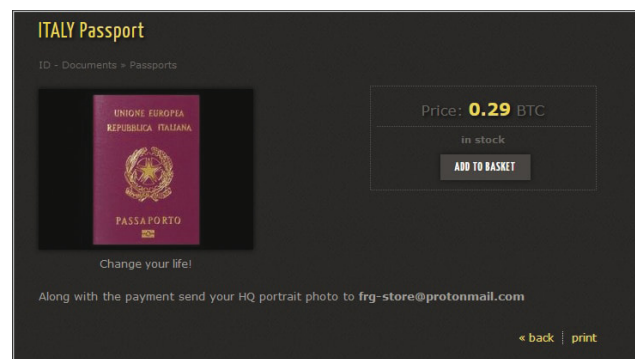 ITALY Passport
ID - Documents » Passports
UNIONE EUROPEA
REPUBBLICA ITALIANA
PASSAPORTO
Change your life!
Price: 0.29 BTC
in stock
ADD TO BASKET
Along with the payment send your HQ portrait photo to frg-store@protonmail.com
« back
print